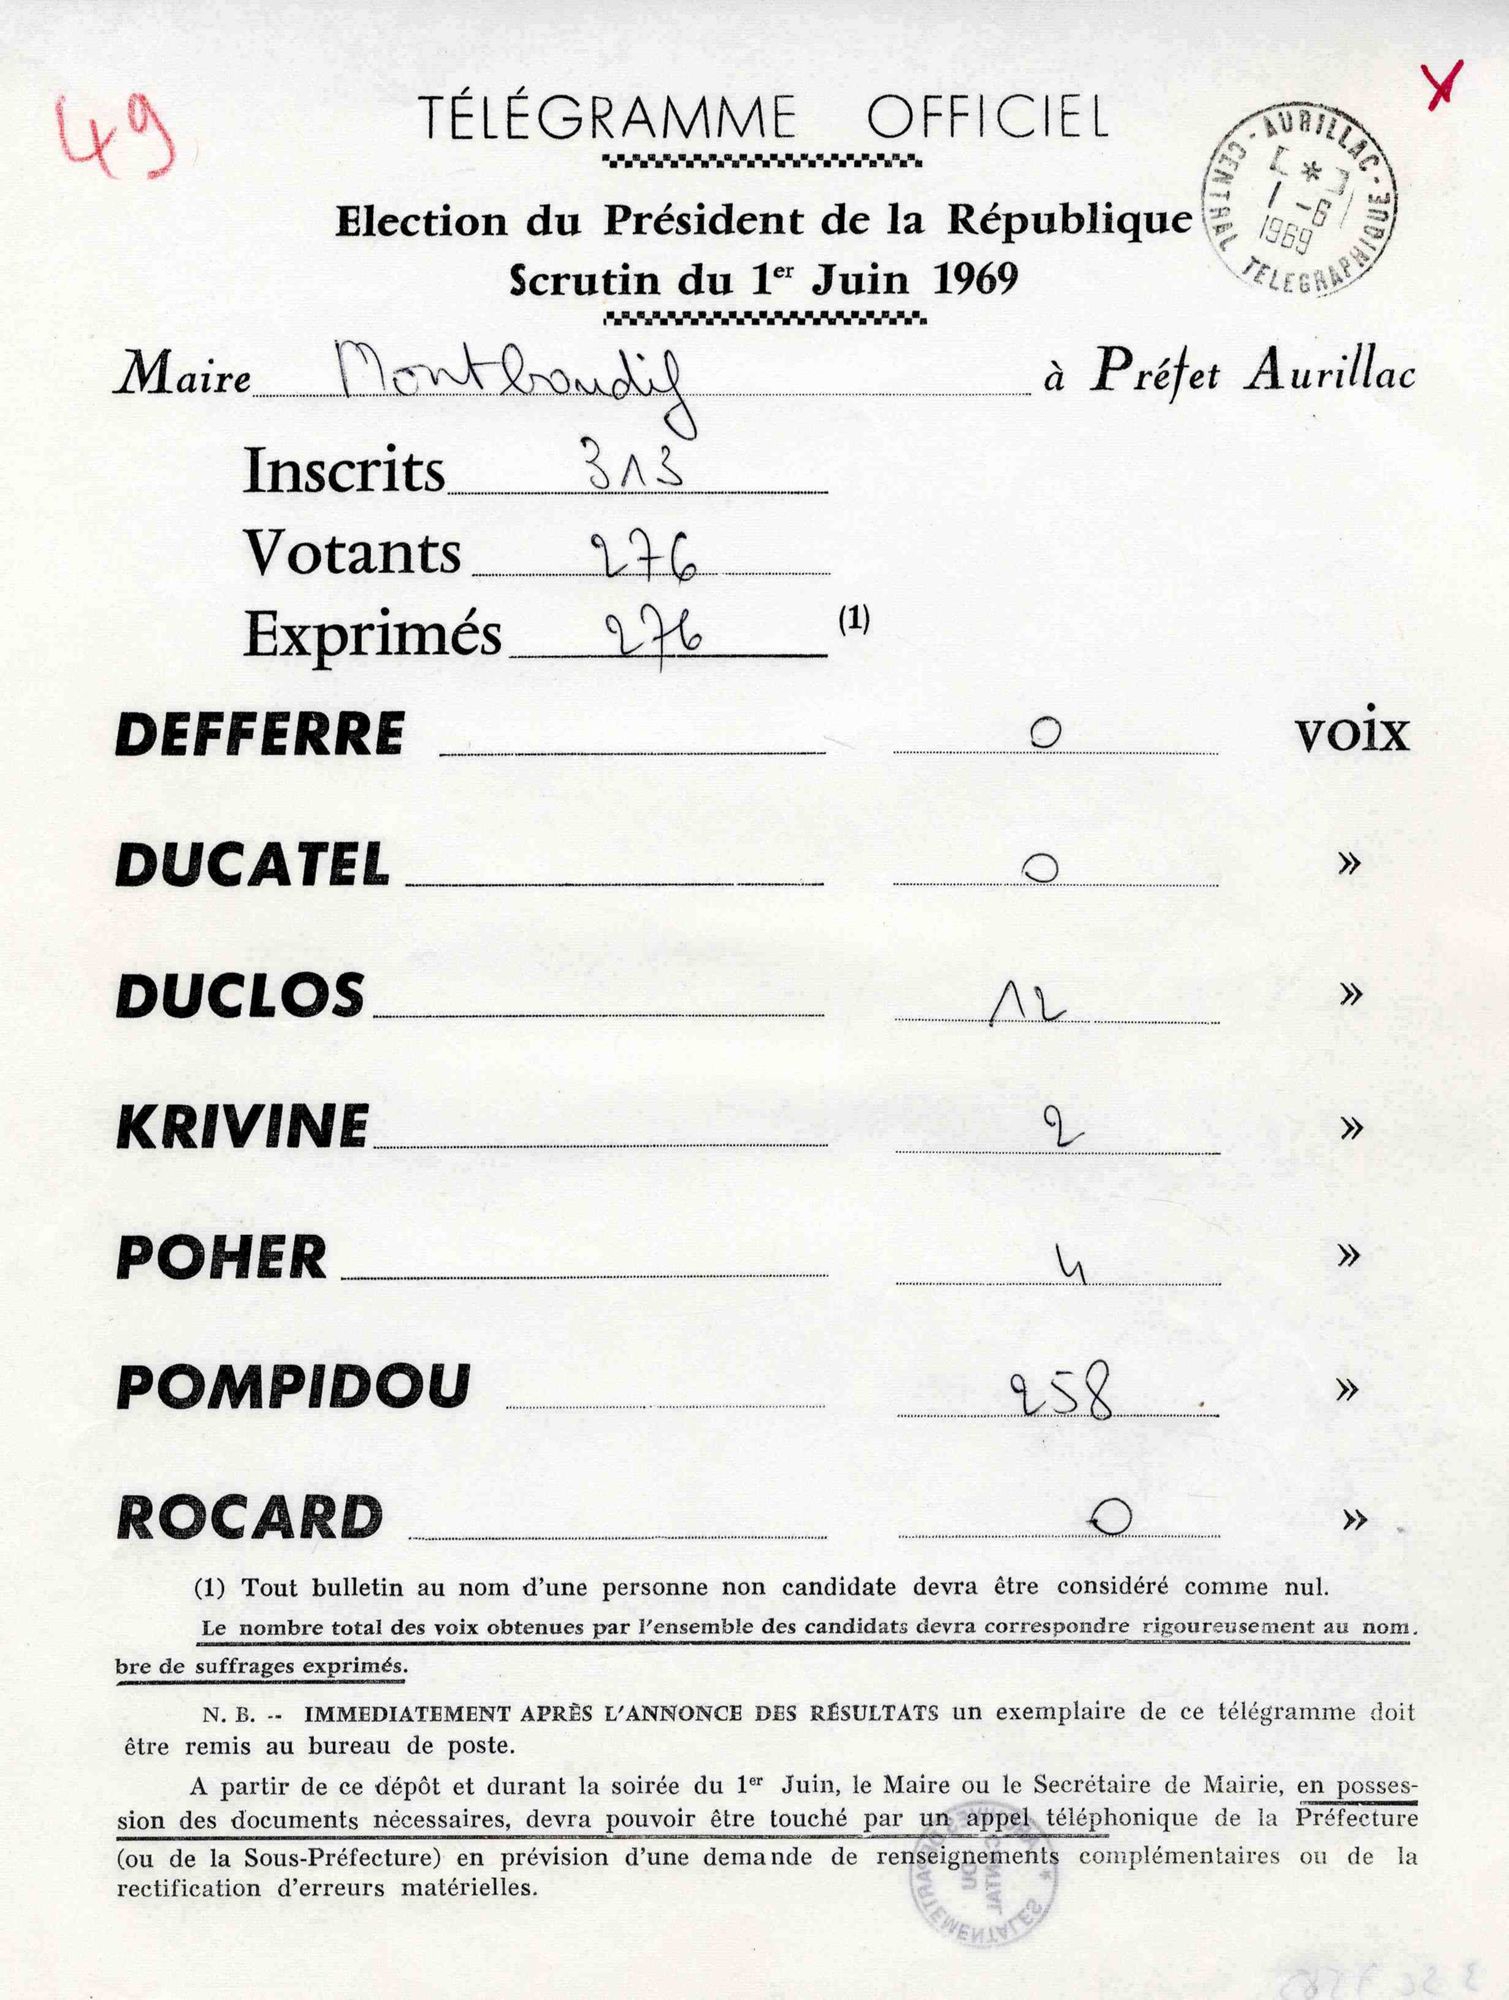 49
TÉLÉGRAMME OFFICIEL
Election du Président de la République
Scrutin du 1er Juin 1969
AURILLAC - CENTRAL TELEGRAPHIQUE
1-6
1969
Maire Montboudif à Préfet Aurillac
Inscrits 313
Votants 276
Exprimés 276 (1)
DEFFERRE 0 voix
DUCATEL 0 »
DUCLOS 12 »
KRIVINE 2 »
POHER 4 »
POMPIDOU 258 »
ROCARD 0 »
(1) Tout bulletin au nom d'une personne non candidate devra être considéré comme nul.
Le nombre total des voix obtenues par l'ensemble des candidats devra correspondre rigoureusement au nom.
bre de suffrages exprimés.
N. B. -- IMMEDIATEMENT APRÈS L'ANNONCE DES RÉSULTATS un exemplaire de ce télégramme doit
être remis au bureau de poste.
A partir de ce dépôt et durant la soirée du 1er Juin, le Maire ou le Secrétaire de Mairie, en posses-
sion des documents nécessaires, devra pouvoir être touché par un appel téléphonique de la Préfecture
(ou de la Sous-Préfecture) en prévision d'une demande de renseignements complémentaires ou de la
rectification d'erreurs matérielles.
DU
CANTAL